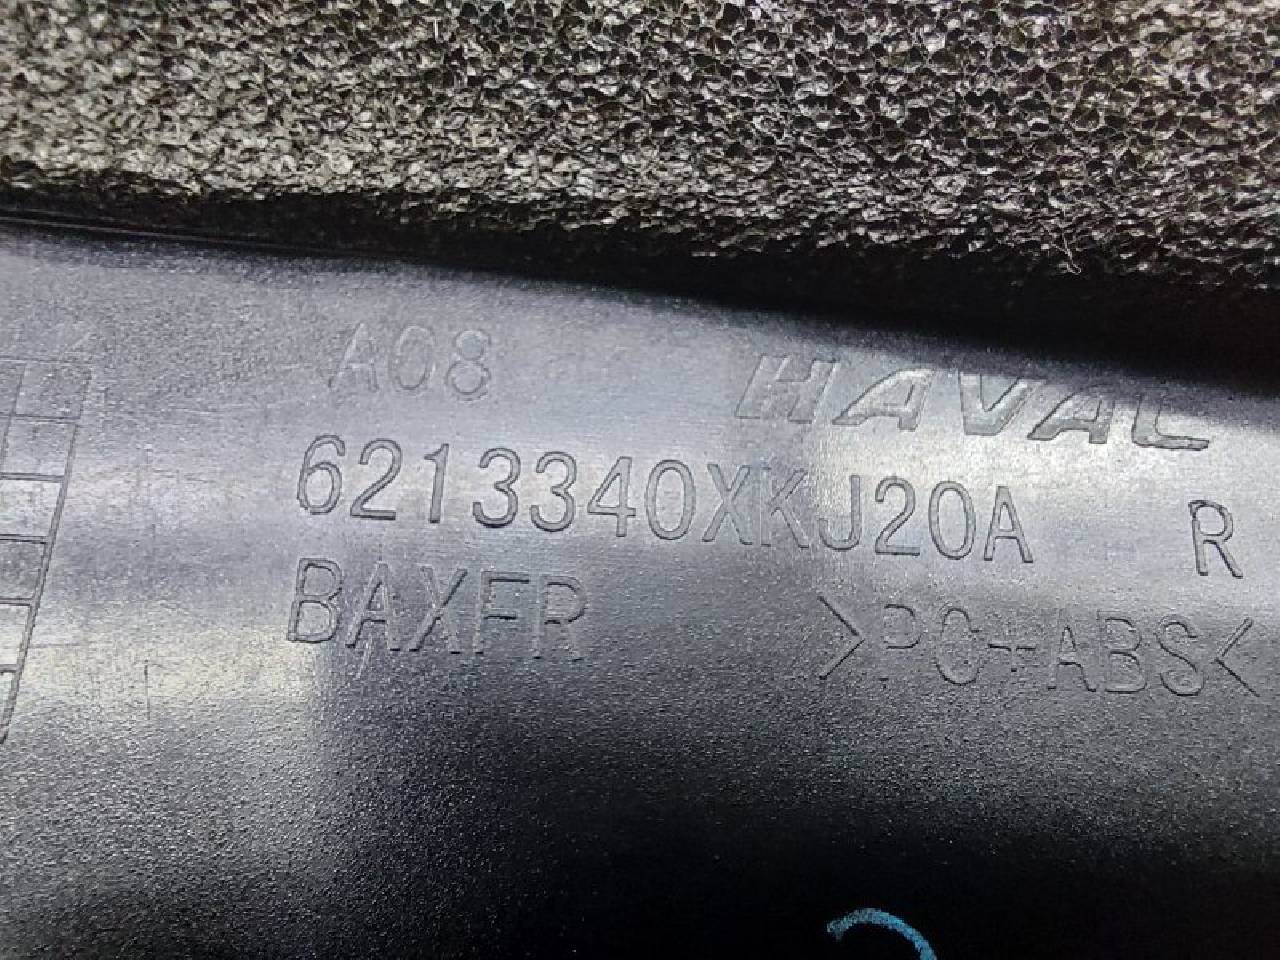 A08
HAVAL
6213340XKJ20A R
BAXFR
>PC+ABS<